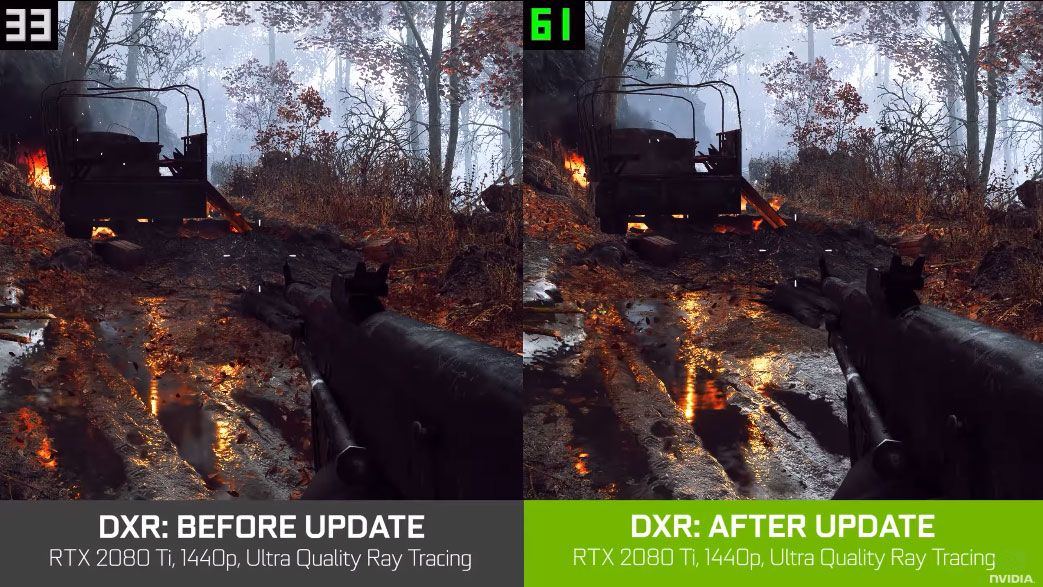 33
61
DXR: BEFORE UPDATE
RTX 2080 Ti, 1440p, Ultra Quality Ray Tracing
DXR: AFTER UPDATE
RTX 2080 Ti, 1440p, Ultra Quality Ray Tracing
NVIDIA.